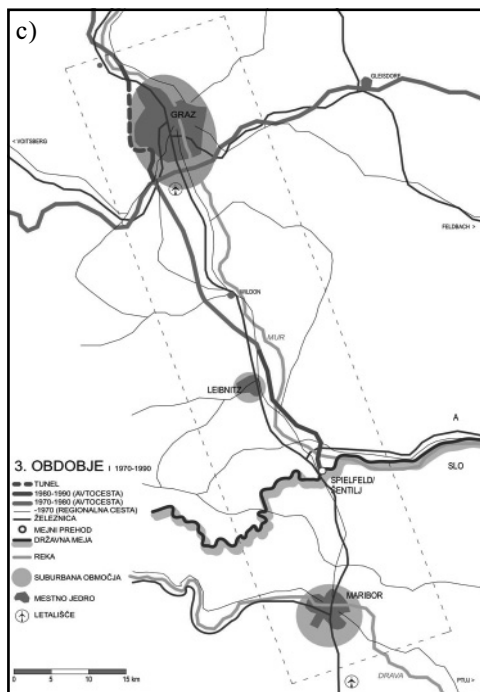 c)
GLEISDORF
GRAZ
< VOITSBERG
FELDBACH >
WILDON
MUR
LEIBNITZ
A
SLO
SPIELFELD/
ŠENTILJ
3. OBDOBJE | 1970-1990
TUNEL
1980-1990 (AVTOCESTA)
1970-1980 (AVTOCESTA)
-1970 (REGIONALNA CESTA)
ŽELEZNICA
MEJNI PREHOD
DRŽAVNA MEJA
REKA
SUBURBANA OBMOČJA
MESTNO JEDRO
LETALIŠČE
MARIBOR
DRAVA
PTUJ >
0 5 10 15 km